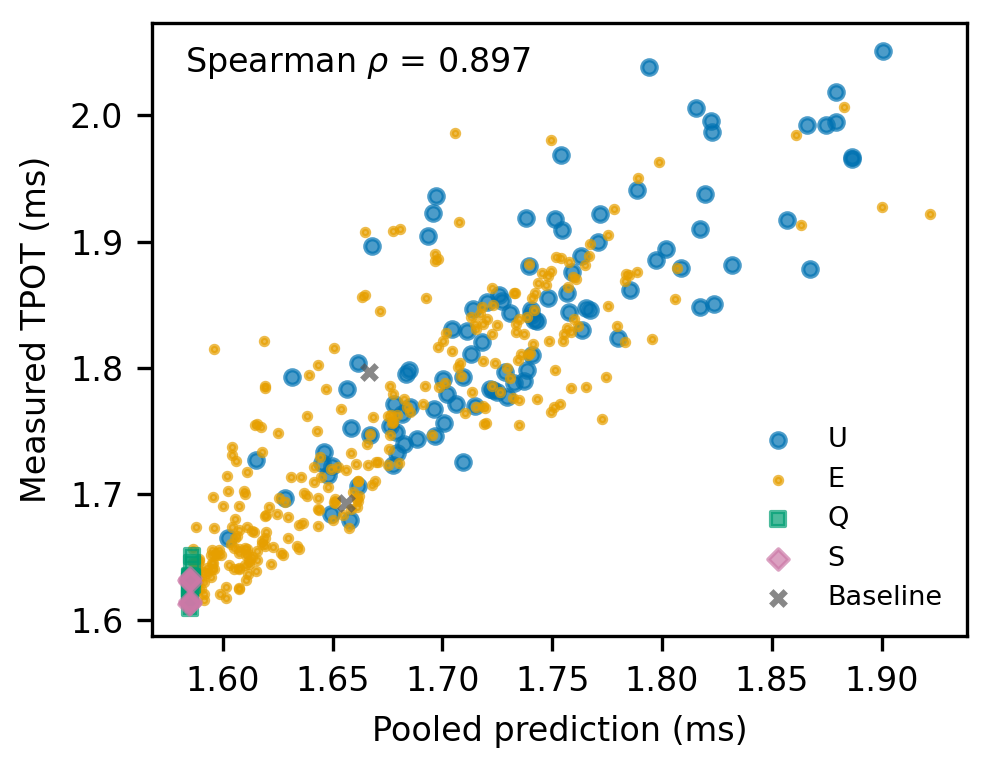 Spearman ρ = 0.897
Measured TPOT (ms)
2.0
1.9
1.8
1.7
1.6
U
E
Q
S
Baseline
1.60 1.65 1.70 1.75 1.80 1.85 1.90
Pooled prediction (ms)